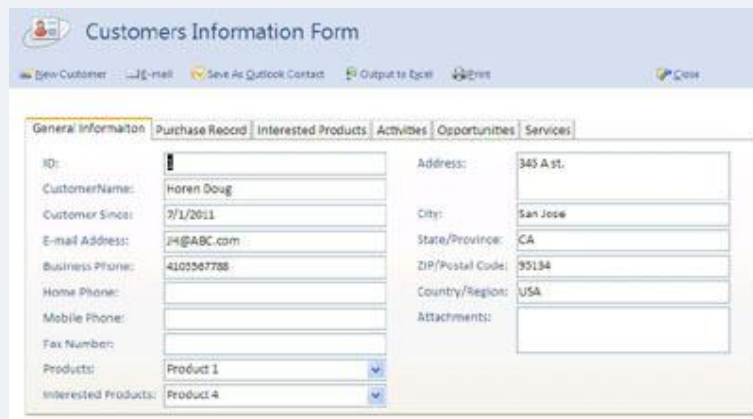 Customers Information Form
New Customer E-mail Save As Outlook Contact Output to Excel Print Close
General Informaiton Purchase Reocrd Interested Products Activities Opportunities Services
ID:
CustomerName: Horen Doug
Customer Since: 7/1/2011
E-mail Address: JH@ABC.com
Business Phone: 4105567788
Home Phone:
Mobile Phone:
Fax Number:
Products: Product 1
Interested Products: Product 4
Address: 345 A st.
City: San Jose
State/Province: CA
ZIP/Postal Code: 95134
Country/Region: USA
Attachments: